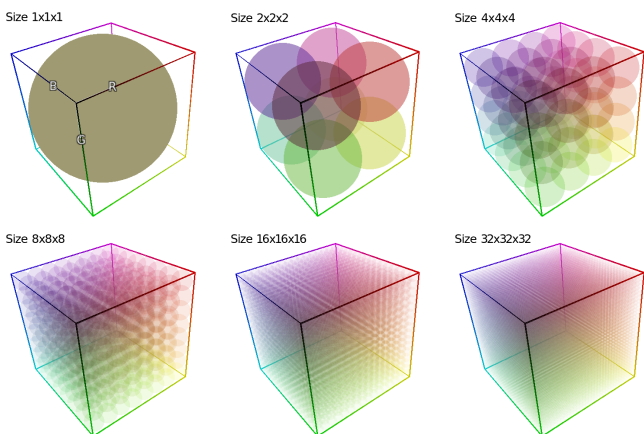 Size 1x1x1
Size 2x2x2
Size 4x4x4
B
R
G
Size 8x8x8
Size 16x16x16
Size 32x32x32